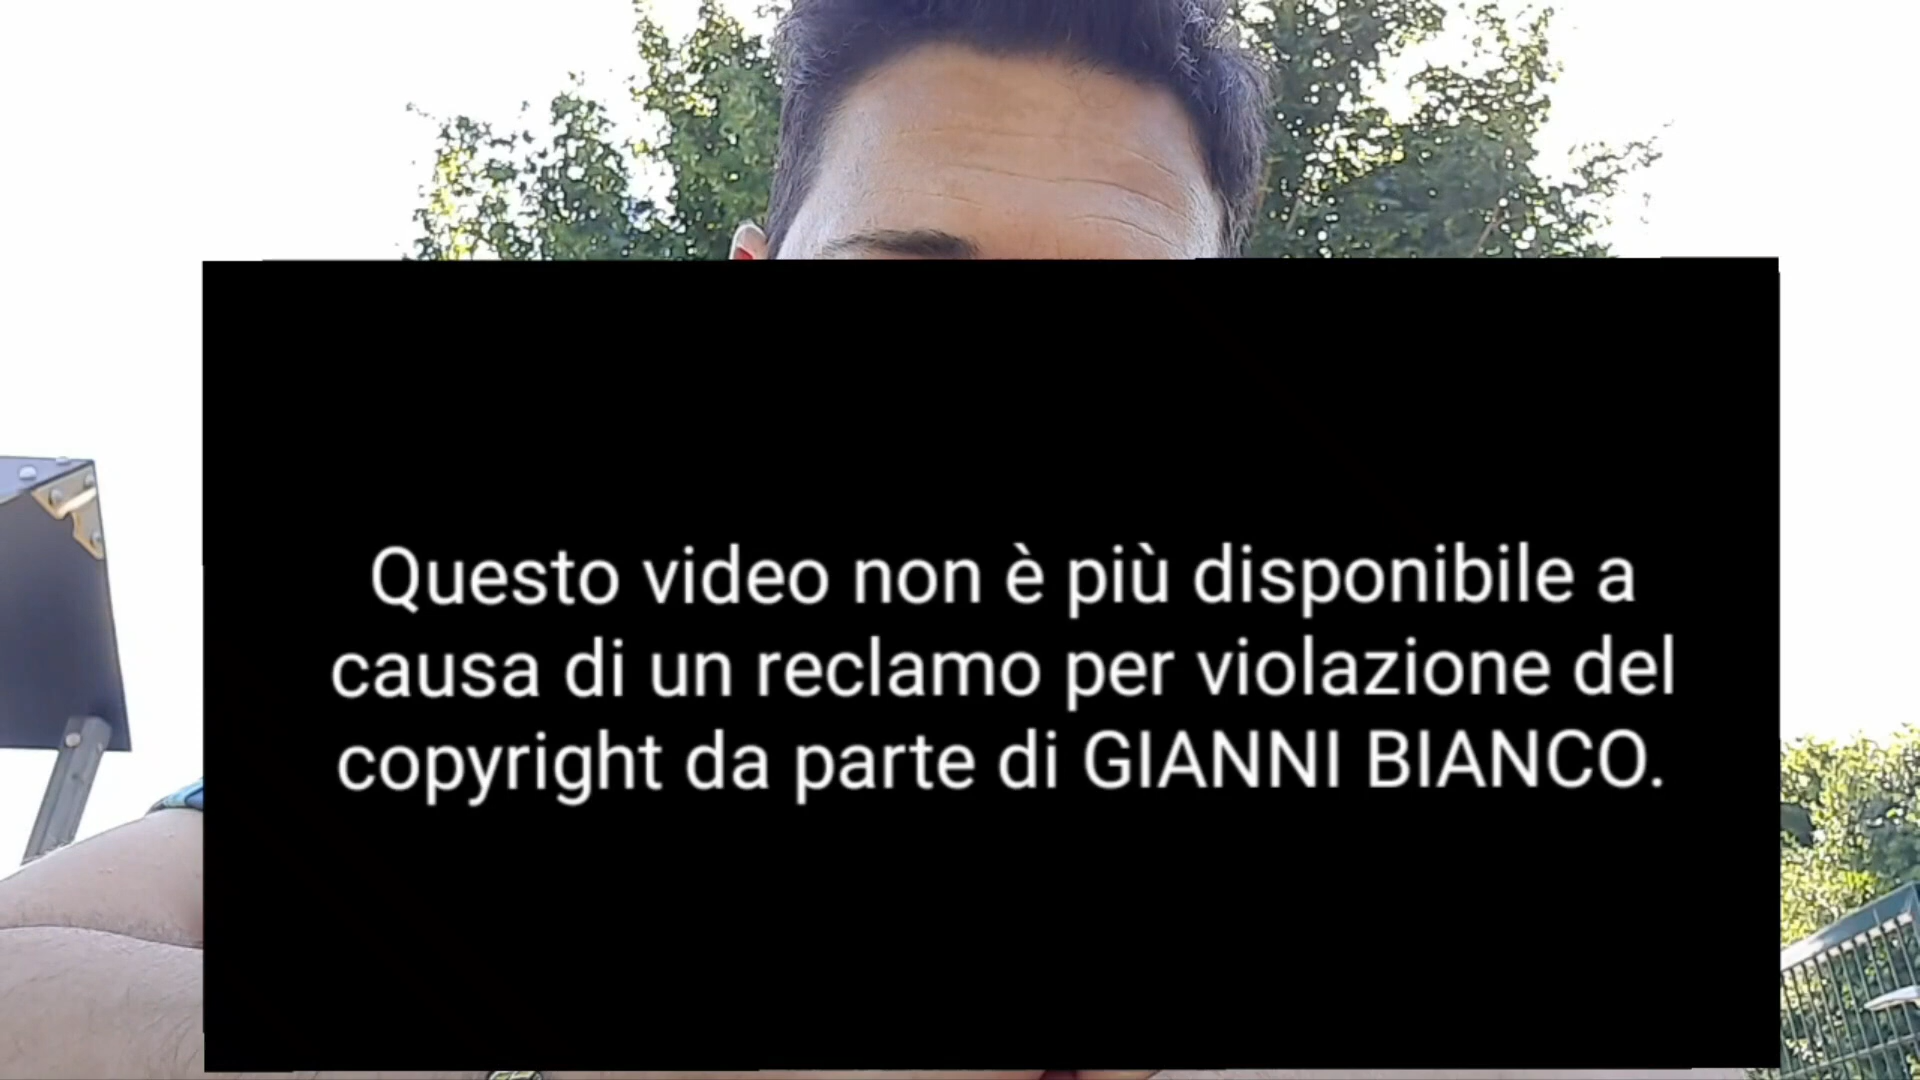 Questo video non è più disponibile a
causa di un reclamo per violazione del
copyright da parte di GIANNI BIANCO.